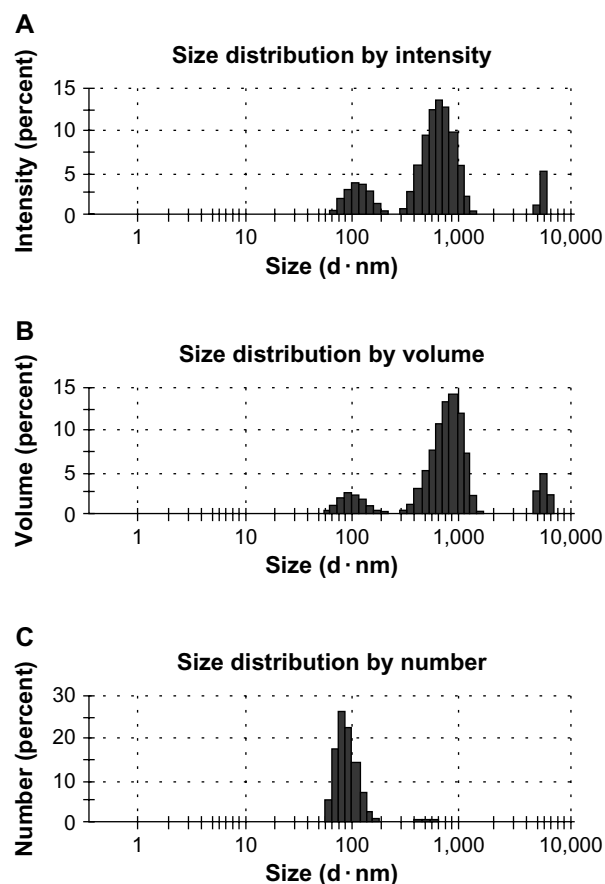 A
Size distribution by intensity
Intensity (percent)
15
10
5
0
1 10 100 1,000 10,000
Size (d·nm)
B
Size distribution by volume
Volume (percent)
15
10
5
0
1 10 100 1,000 10,000
Size (d·nm)
C
Size distribution by number
Number (percent)
30
20
10
0
1 10 100 1,000 10,000
Size (d·nm)